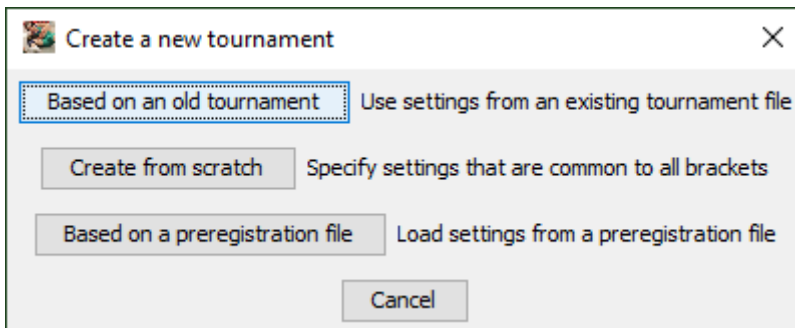 Create a new tournament
Based on an old tournament Use settings from an existing tournament file
Create from scratch Specify settings that are common to all brackets
Based on a preregistration file Load settings from a preregistration file
Cancel